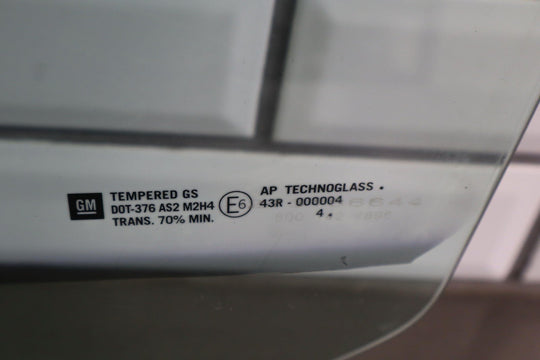 GM
TEMPERED GS
DOT-376 AS2 M2H4
TRANS. 70% MIN.
E6
AP TECHNOGLASS .
43R - 000004
4 .